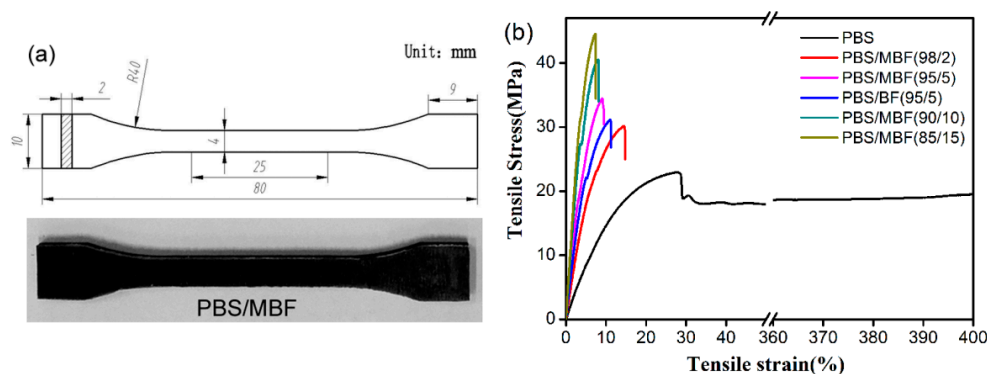 (a)
Unit: mm
2
R40
9
10
4
25
80
PBS/MBF
(b)
PBS
PBS/MBF(98/2)
PBS/MBF(95/5)
PBS/BF(95/5)
PBS/MBF(90/10)
PBS/MBF(85/15)
Tensile Stress(MPa)
40
30
20
10
0
0 10 20 30 40 50 360 370 380 390 400
Tensile strain(%)